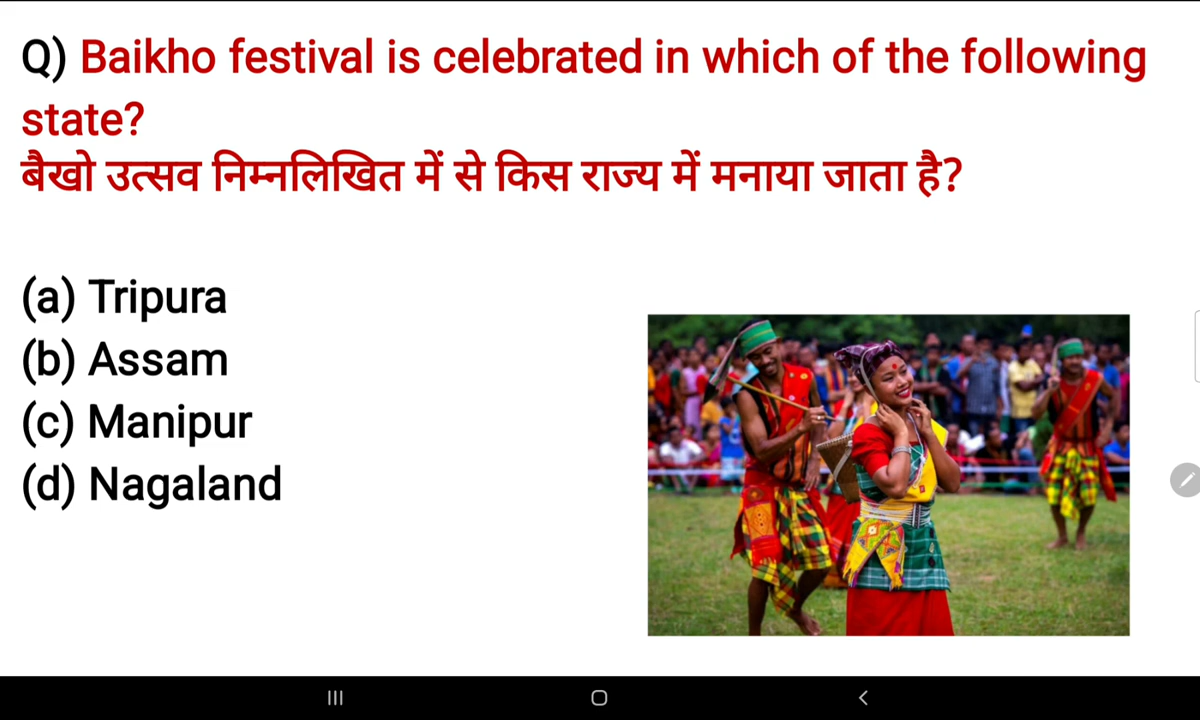 Q) Baikho festival is celebrated in which of the following
state?
बैखो उत्सव निम्नलिखित में से किस राज्य में मनाया जाता है?
(a) Tripura
(b) Assam
(c) Manipur
(d) Nagaland